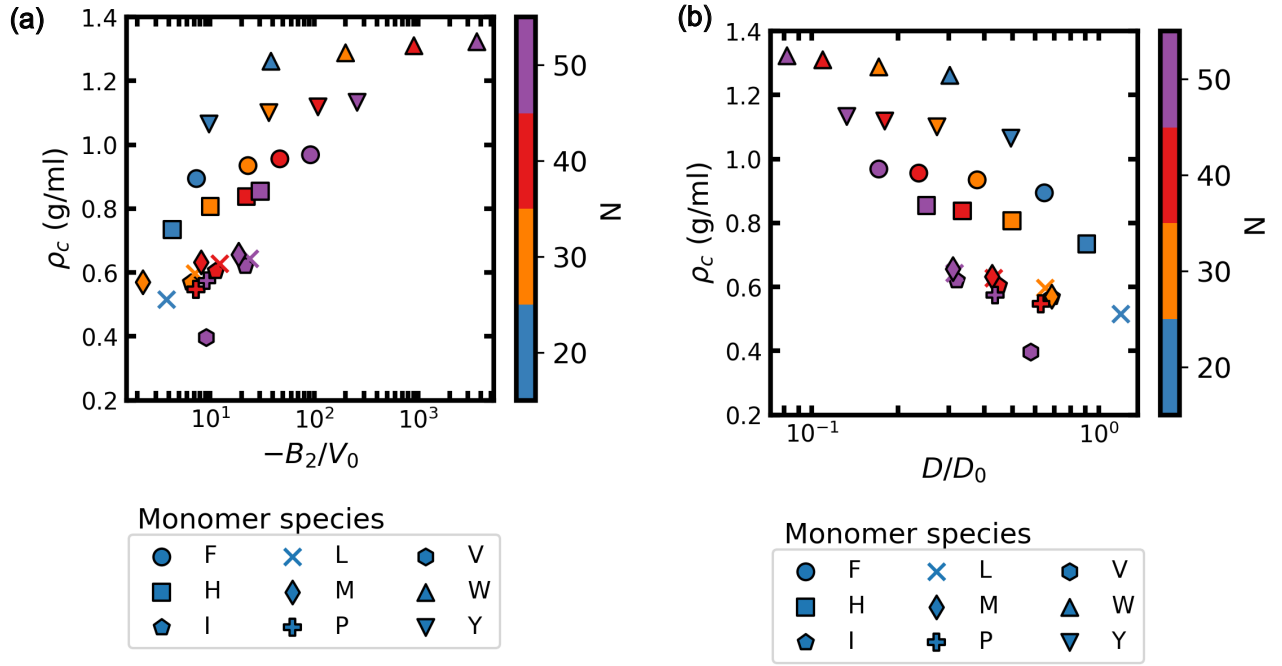 (a)
1.4
1.2
1.0
0.8
0.6
0.4
0.2
ρc (g/ml)
10¹ 10² 10³
−B₂/V₀
50
40
30
20
N
Monomer species
F L V
H M W
I P Y
(b)
1.4
1.2
1.0
0.8
0.6
0.4
0.2
ρc (g/ml)
10⁻¹ 10⁰
D/D₀
50
40
30
20
N
Monomer species
F L V
H M W
I P Y